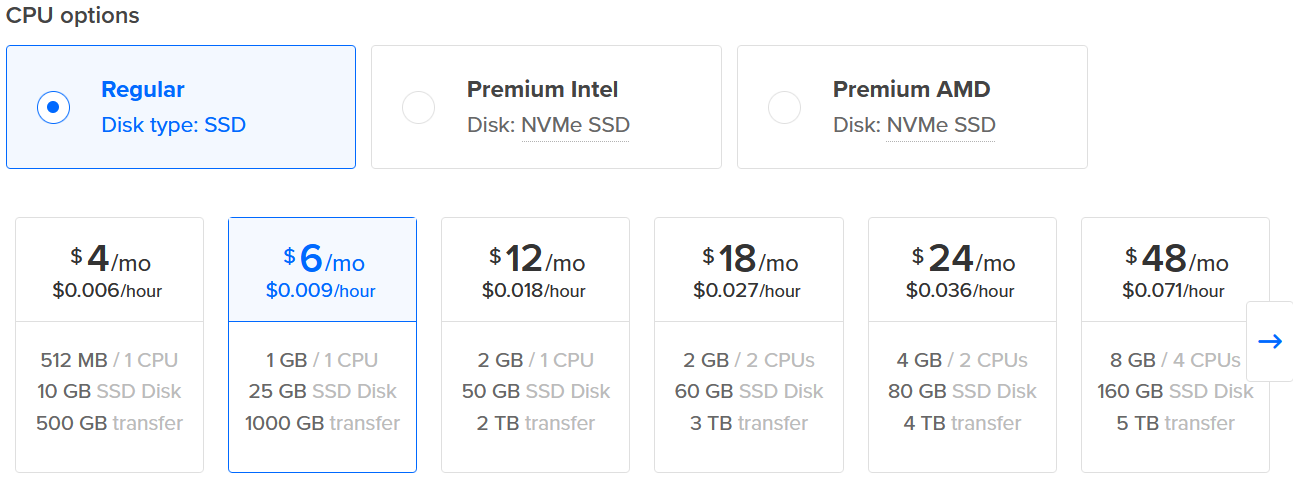 CPU options
Regular
Disk type: SSD
Premium Intel
Disk: NVMe SSD
Premium AMD
Disk: NVMe SSD
$4/mo
$0.006/hour
512 MB / 1 CPU
10 GB SSD Disk
500 GB transfer
$6/mo
$0.009/hour
1 GB / 1 CPU
25 GB SSD Disk
1000 GB transfer
$12/mo
$0.018/hour
2 GB / 1 CPU
50 GB SSD Disk
2 TB transfer
$18/mo
$0.027/hour
2 GB / 2 CPUs
60 GB SSD Disk
3 TB transfer
$24/mo
$0.036/hour
4 GB / 2 CPUs
80 GB SSD Disk
4 TB transfer
$48/mo
$0.071/hour
8 GB / 4 CPUs
160 GB SSD Disk
5 TB transfer